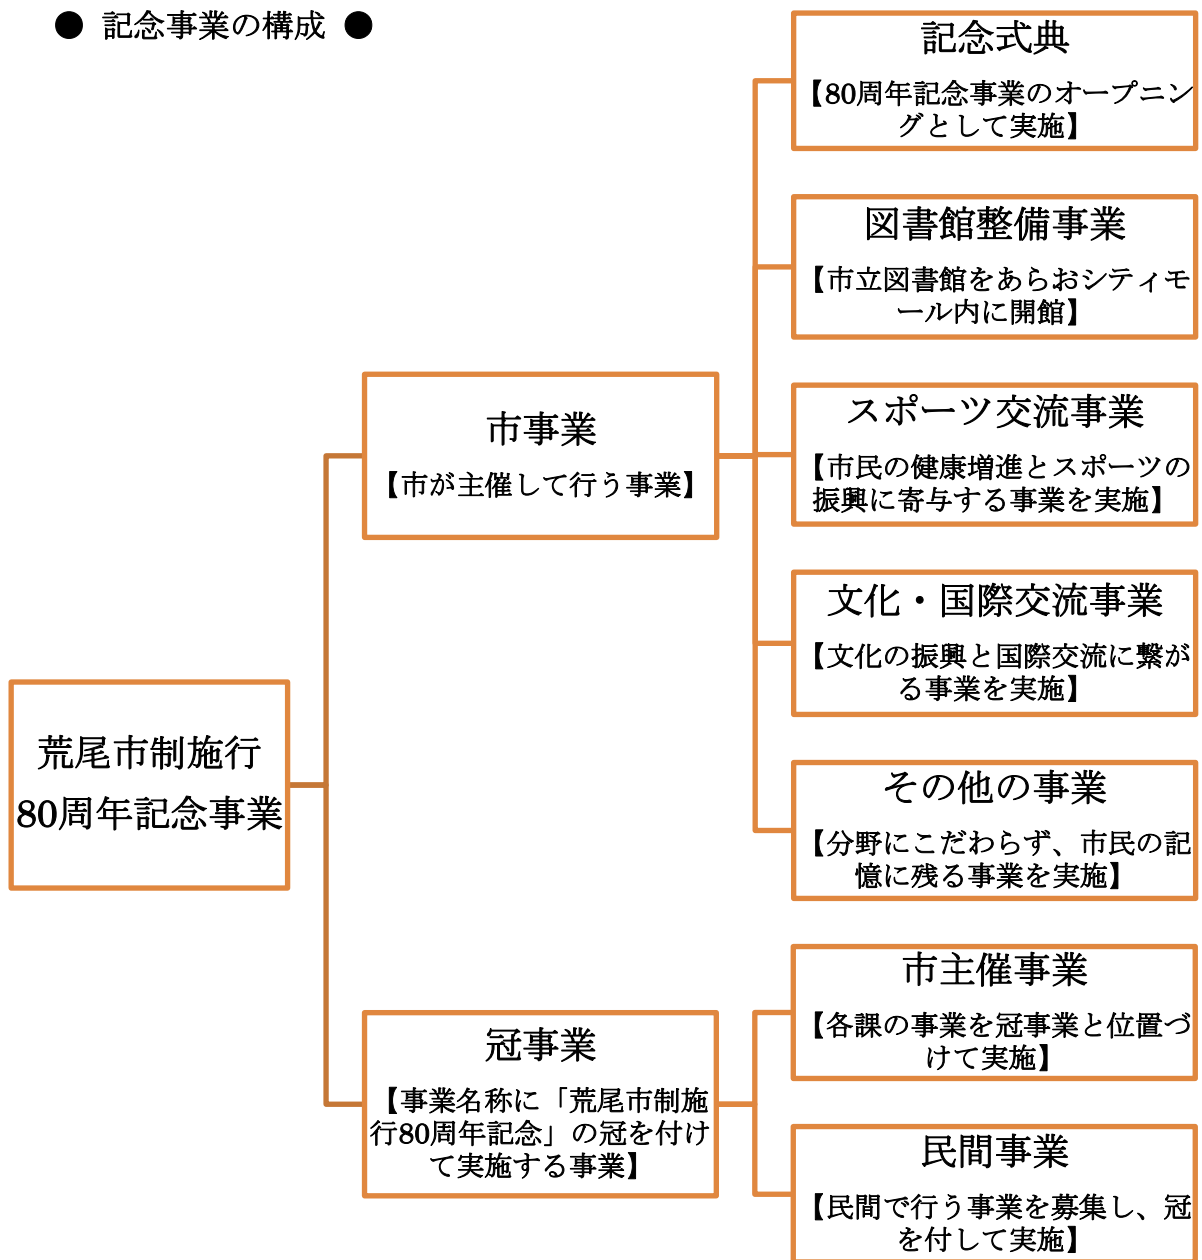 ● 記念事業の構成 ●
荒尾市制施行
80周年記念事業
市事業
【市が主催して行う事業】
記念式典
【80周年記念事業のオープニン
グとして実施】
図書館整備事業
【市立図書館をあらおシティモ
ール内に開館】
スポーツ交流事業
【市民の健康増進とスポーツの
振興に寄与する事業を実施】
文化・国際交流事業
【文化の振興と国際交流に繋が
る事業を実施】
その他の事業
【分野にこだわらず、市民の記
憶に残る事業を実施】
冠事業
【事業名称に「荒尾市制施
行80周年記念」の冠を付け
て実施する事業】
市主催事業
【各課の事業を冠事業と位置づ
けて実施】
民間事業
【民間で行う事業を募集し、冠
を付して実施】